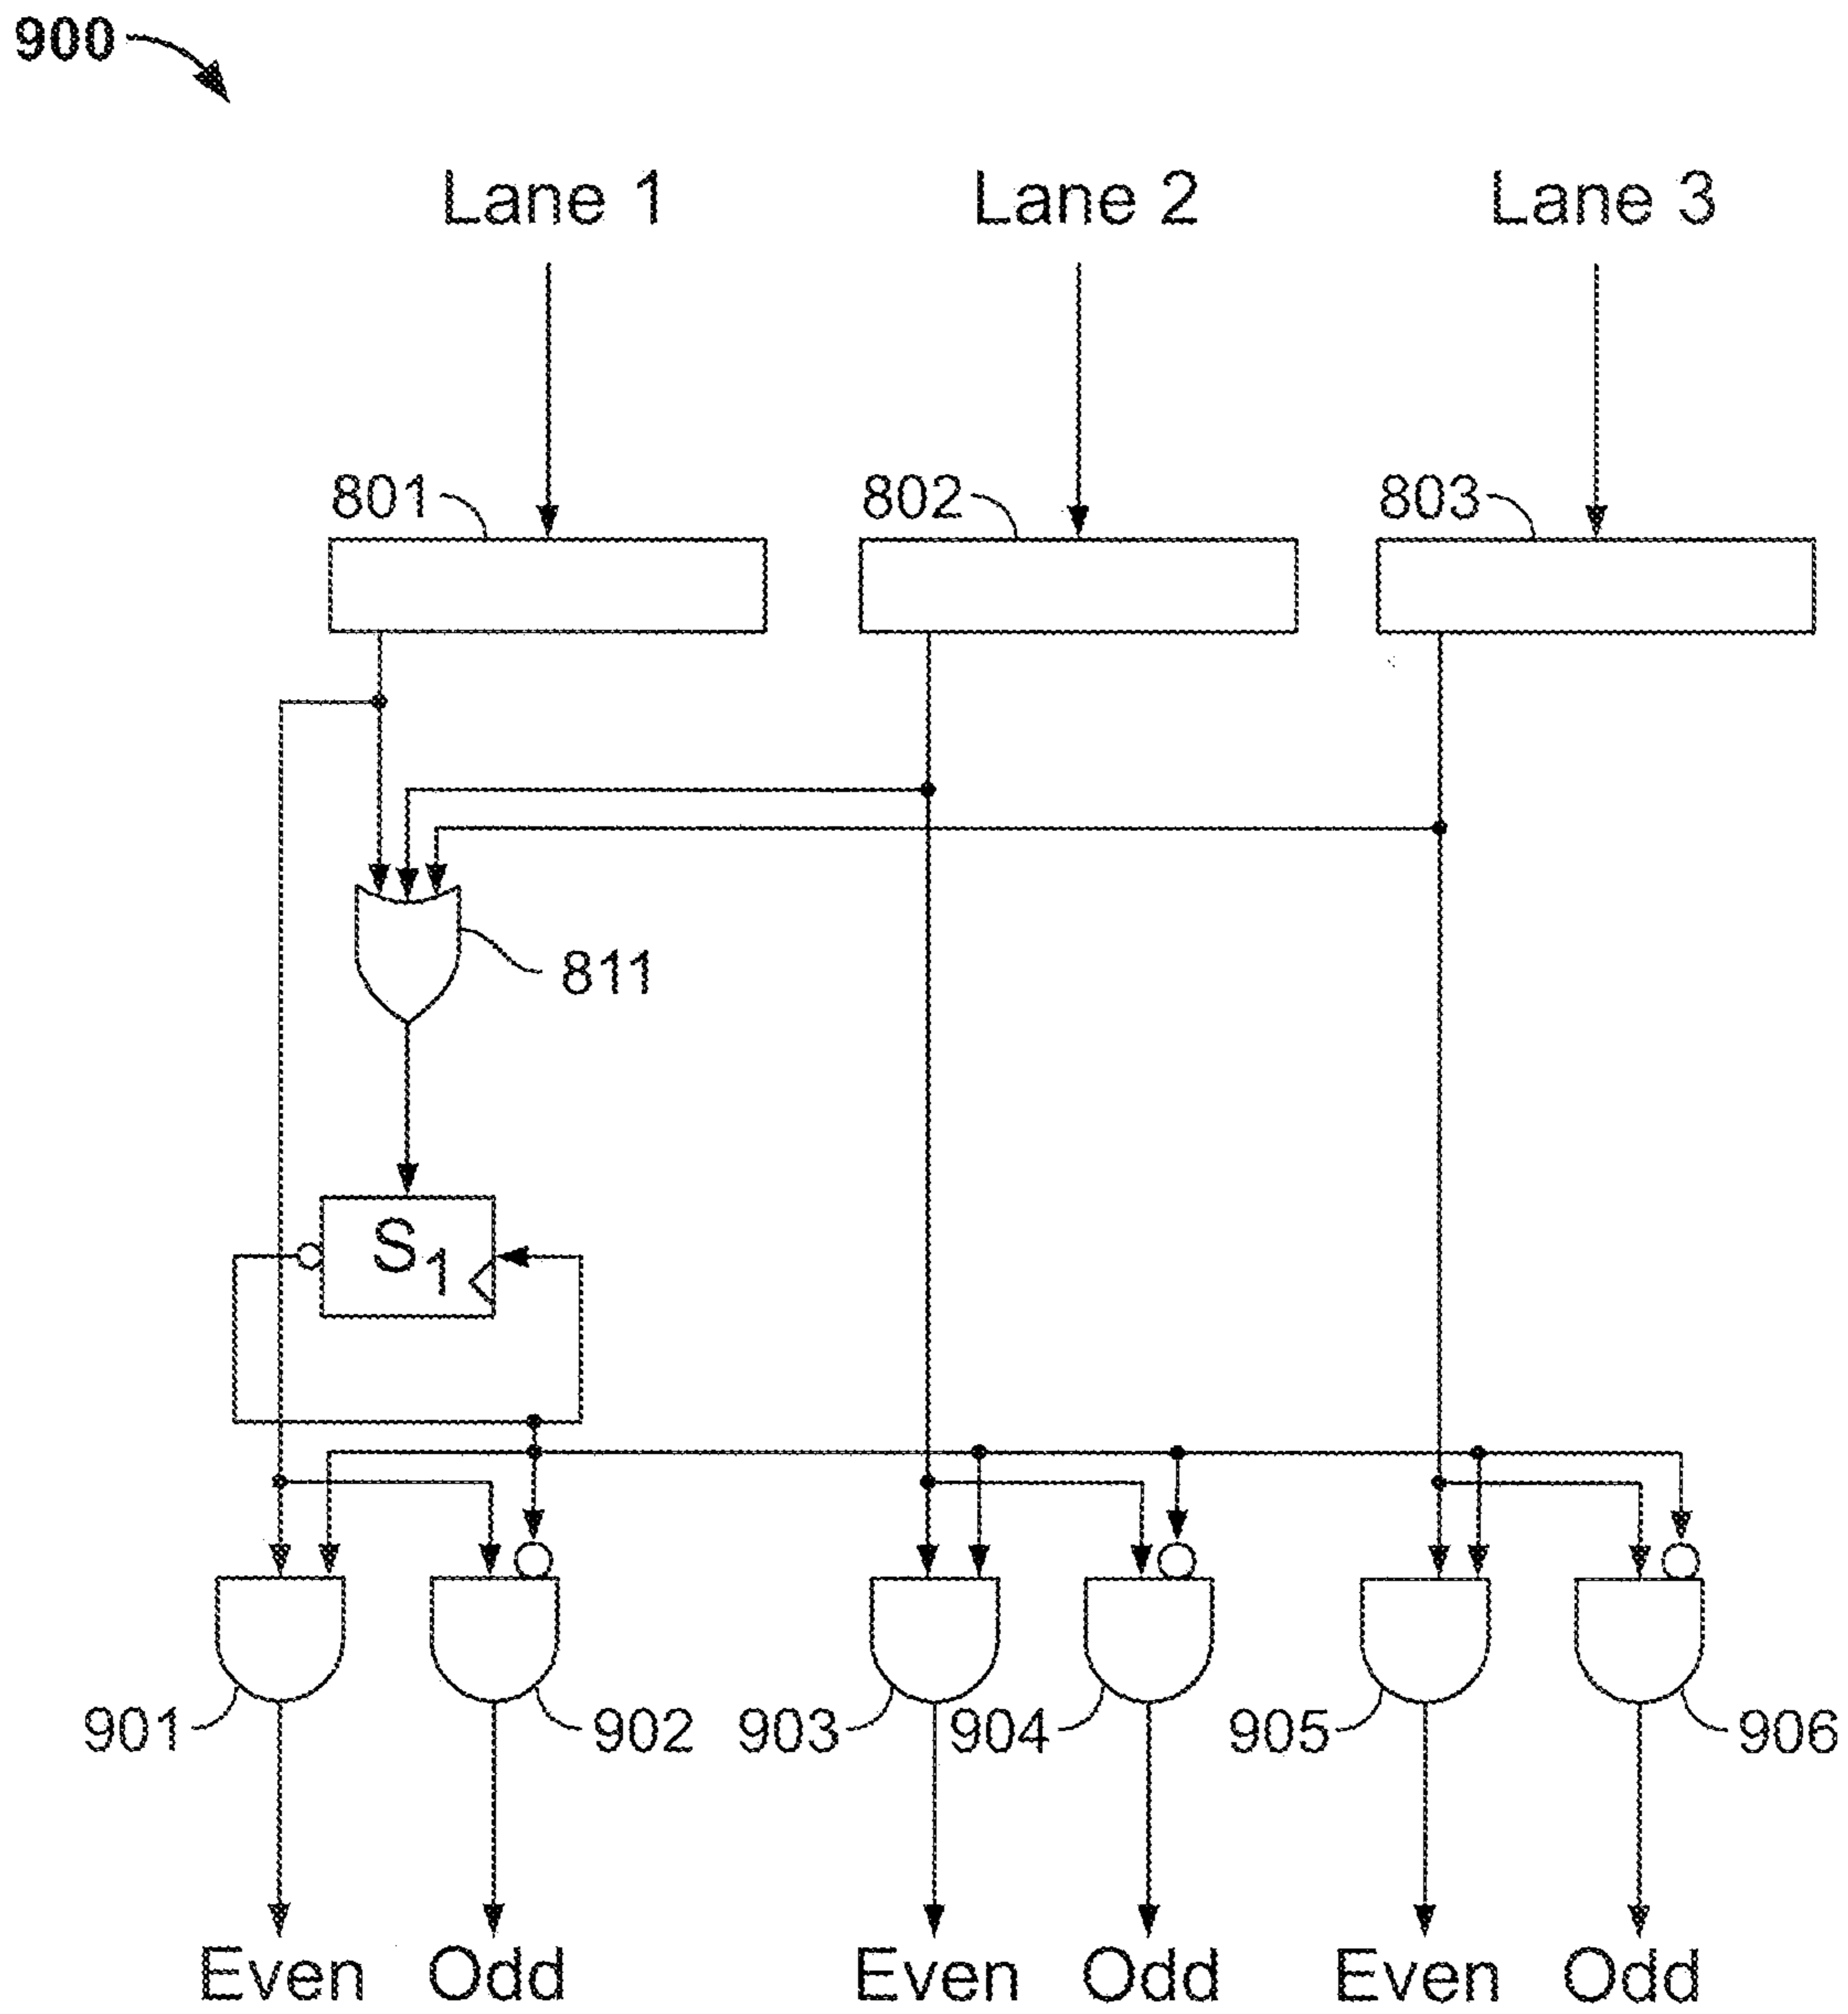 900
Lane 1 Lane 2 Lane 3
801 802 803
811
S1
901 902 903 904 905 906
Even Odd Even Odd Even Odd